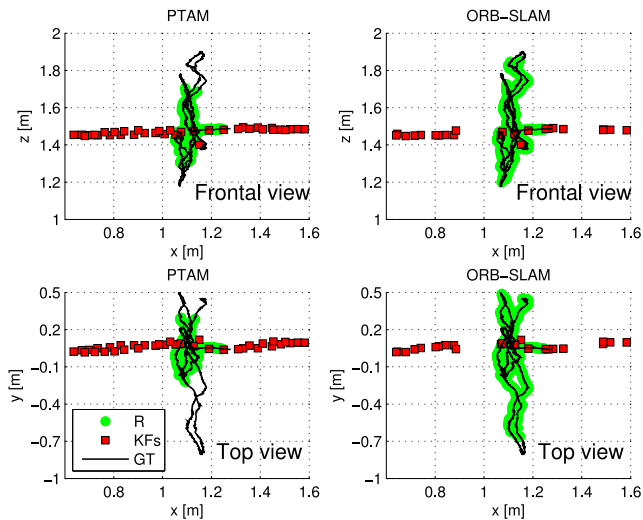 PTAM
2
1.8
1.6
1.4
1.2
1
z [m]
0.8 1 1.2 1.4 1.6
x [m]
Frontal view
ORB−SLAM
2
1.8
1.6
1.4
1.2
1
z [m]
0.8 1 1.2 1.4 1.6
x [m]
Frontal view
PTAM
0.5
0.2
−0.1
−0.4
−0.7
−1
y [m]
R
KFs
GT
Top view
0.8 1 1.2 1.4 1.6
x [m]
ORB−SLAM
0.5
0.2
−0.1
−0.4
−0.7
−1
y [m]
Top view
0.8 1 1.2 1.4 1.6
x [m]